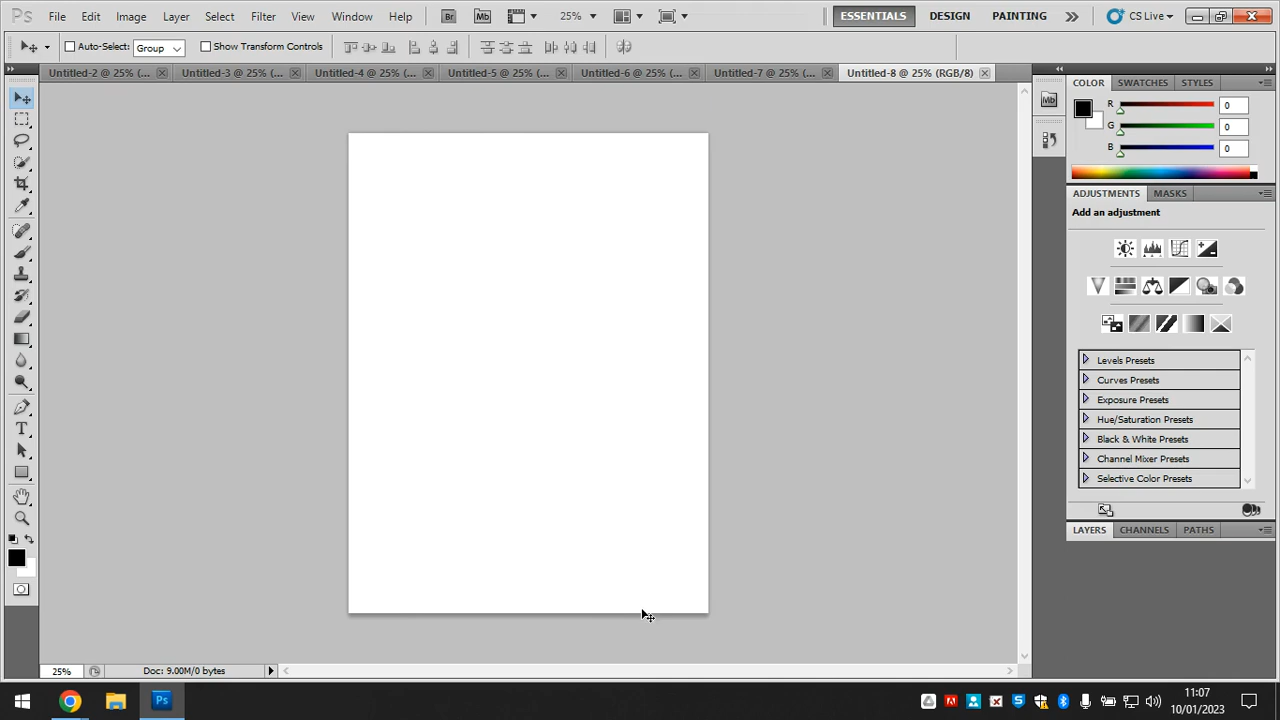 Ps File Edit Image Layer Select Filter View Window Help Br Mb 25% ESSENTIALS DESIGN PAINTING CS Live
Auto-Select: Group Show Transform Controls
Untitled-2 @ 25% (... Untitled-3 @ 25% (... Untitled-4 @ 25% (... Untitled-5 @ 25% (... Untitled-6 @ 25% (... Untitled-7 @ 25% (... Untitled-8 @ 25% (RGB/8)
COLOR SWATCHES STYLES
Mb
R 0
G 0
B 0
ADJUSTMENTS MASKS
Add an adjustment
Levels Presets
Curves Presets
Exposure Presets
Hue/Saturation Presets
Black & White Presets
Channel Mixer Presets
Selective Color Presets
T
LAYERS CHANNELS PATHS
25% Doc: 9.00M/0 bytes
Ps
11:07
10/01/2023